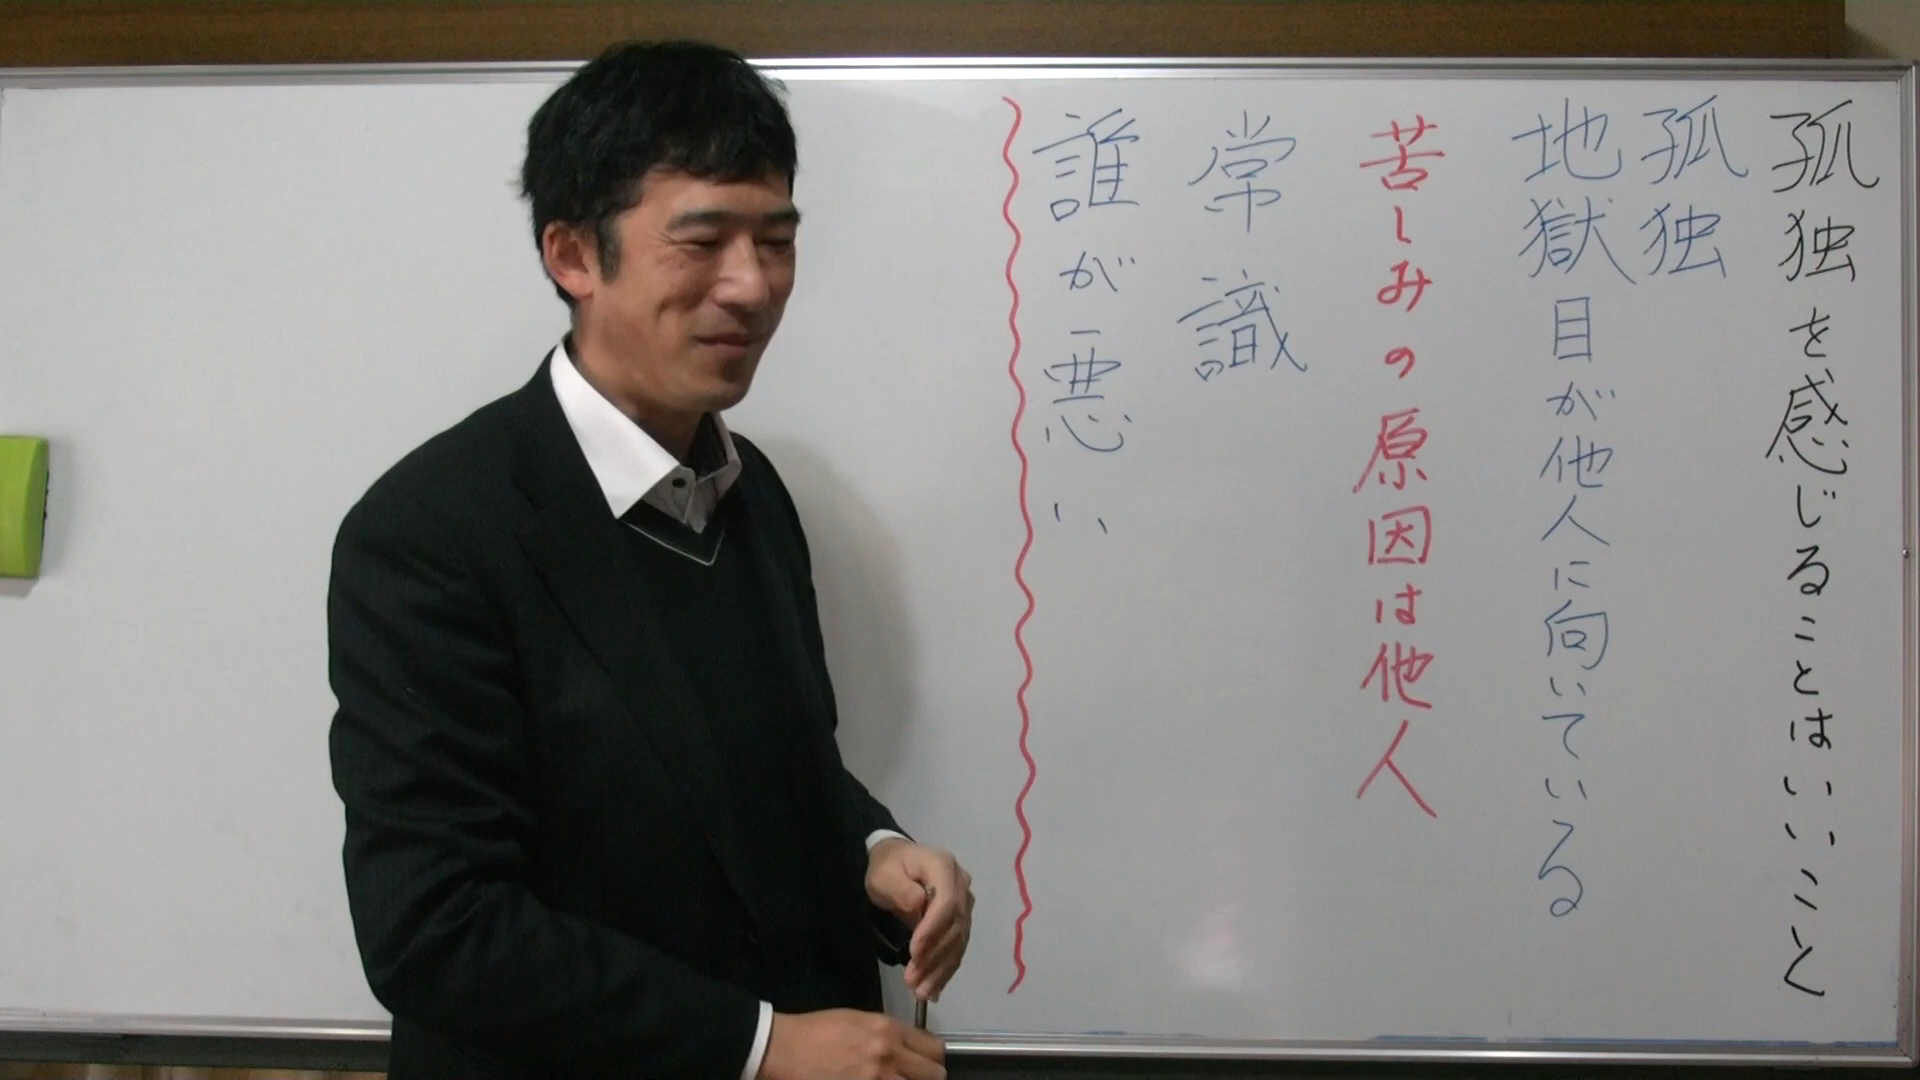 孤独を感じることはいいこと
孤独
地獄目が他人に向いている
苦しみの原因は他人
常識
誰が悪い